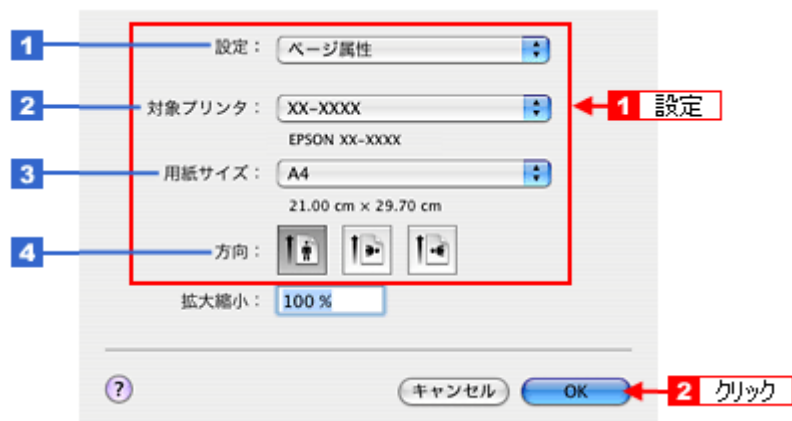 1 設定： ページ属性
2 対象プリンタ： XX-XXXX 1 設定
EPSON XX-XXXX
3 用紙サイズ： A4
21.00 cm × 29.70 cm
4 方向：
拡大縮小： 100 %
? キャンセル OK 2 クリック